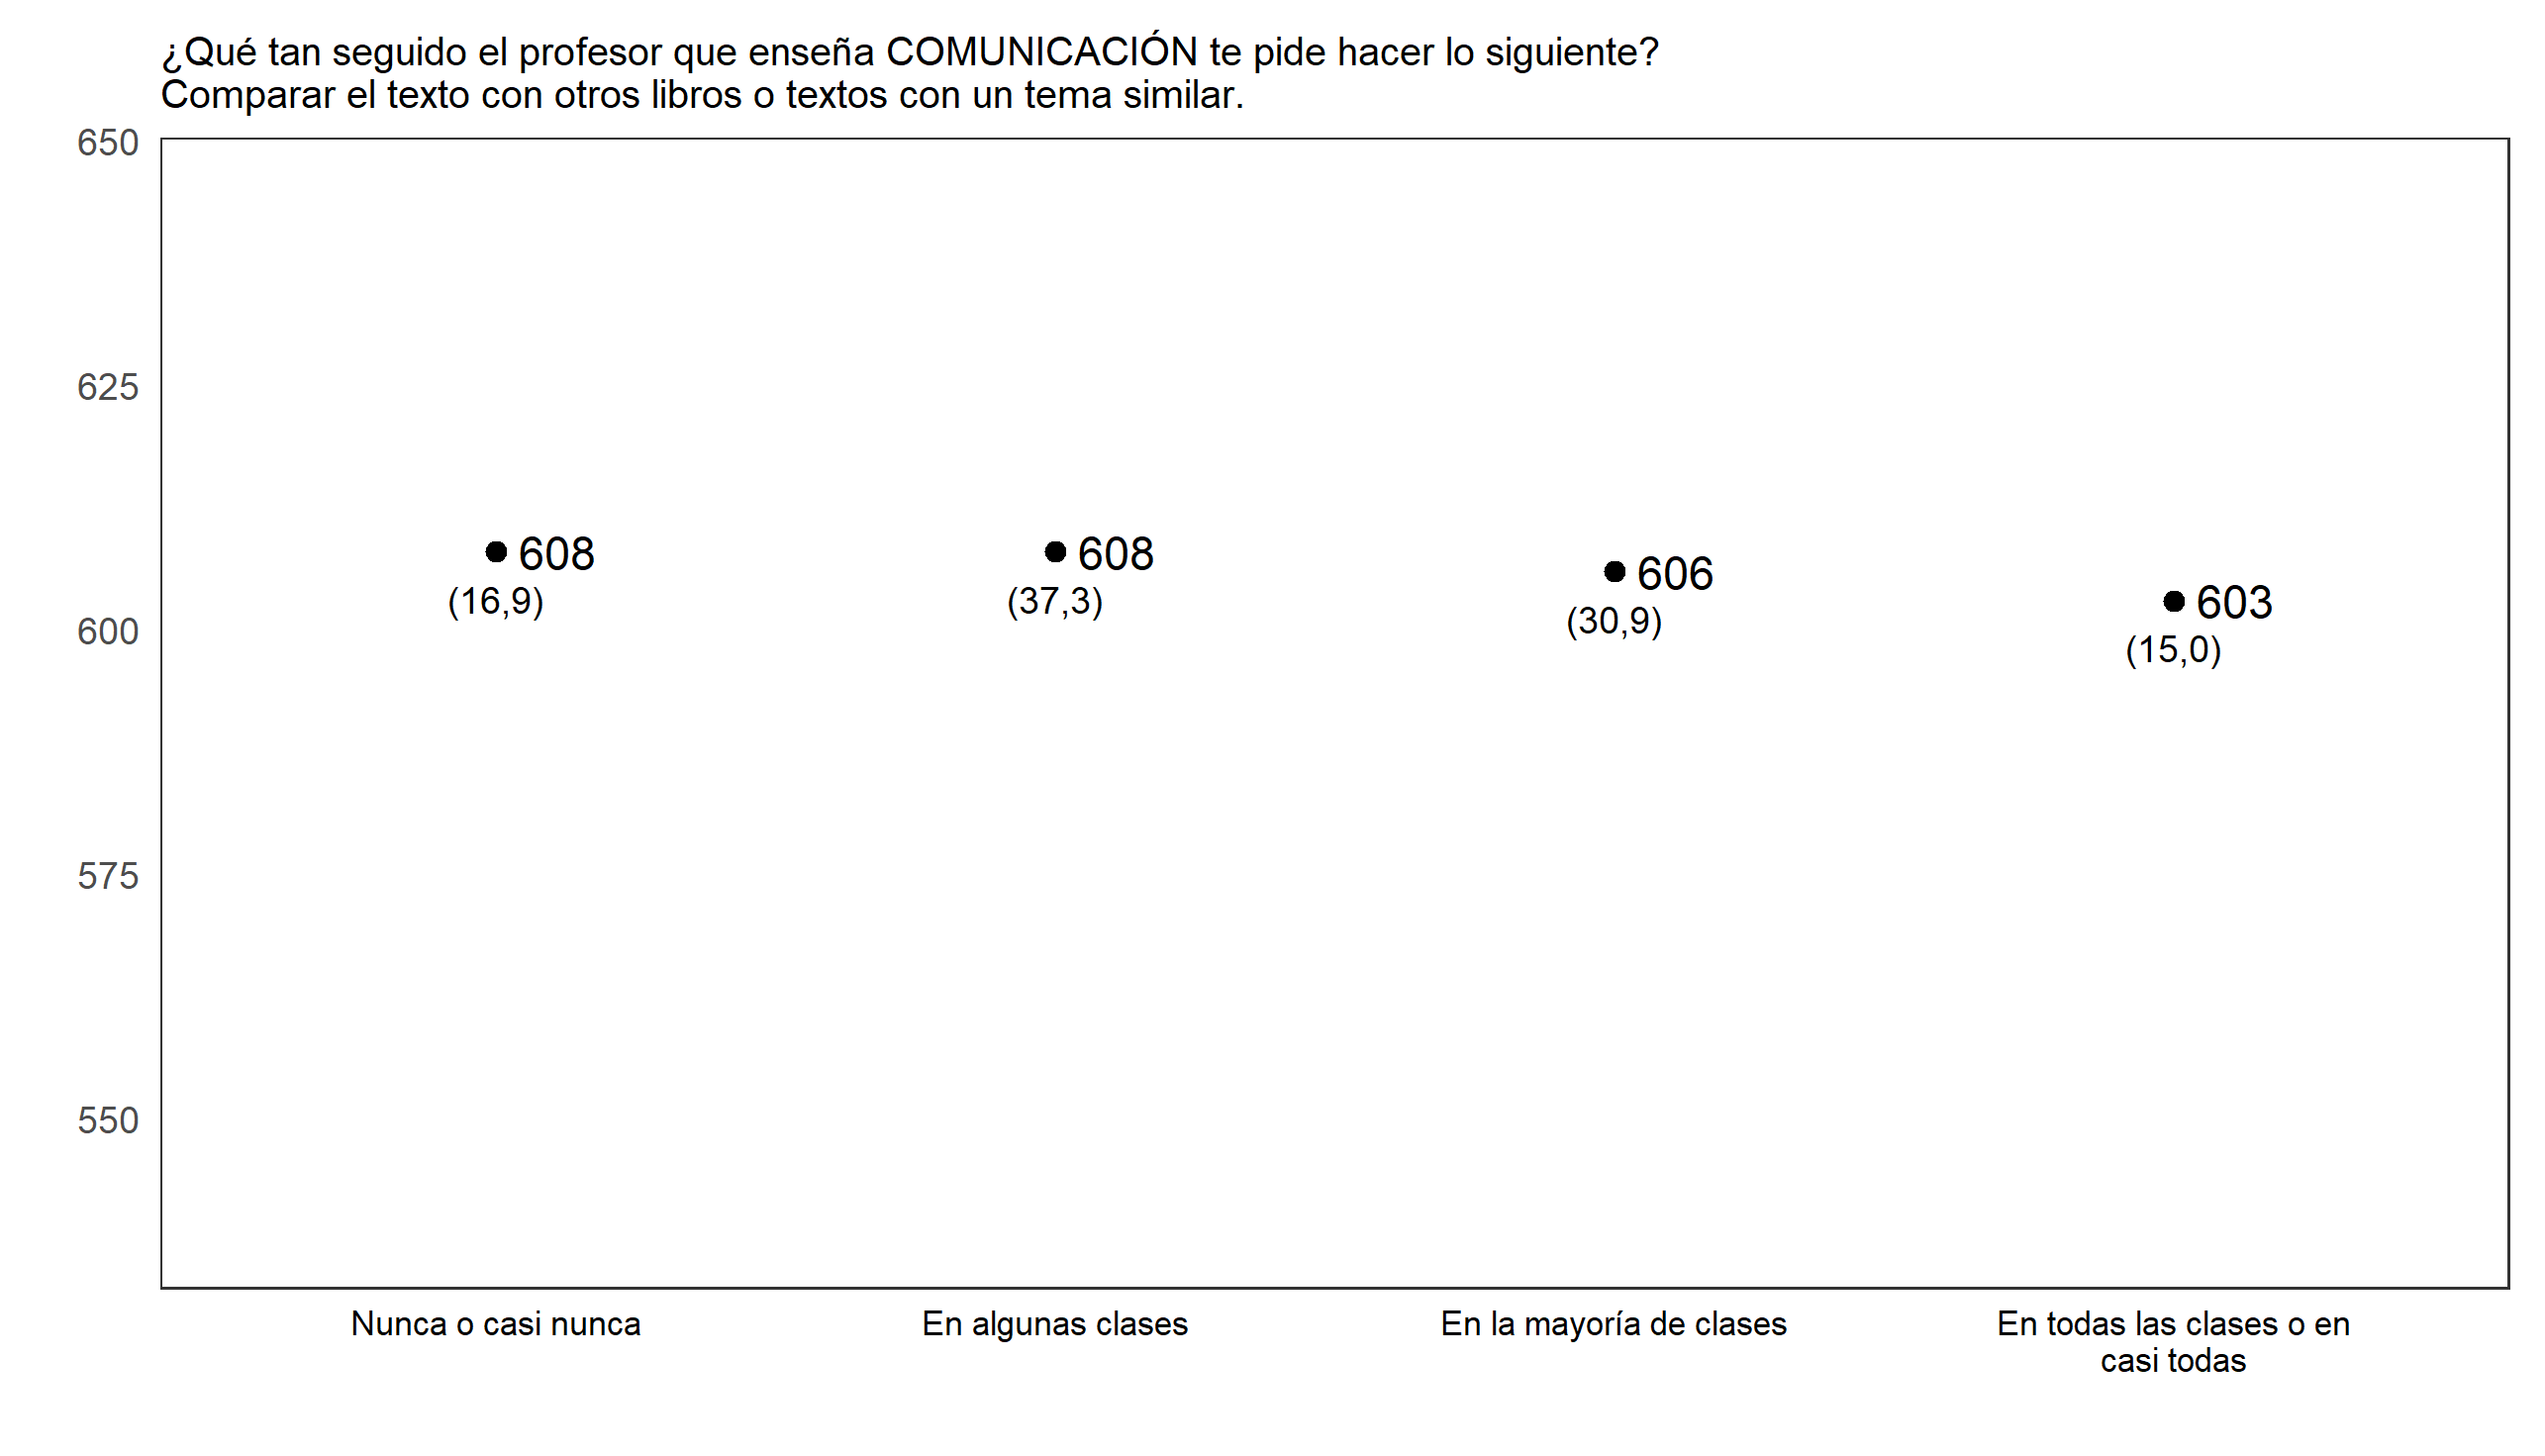 ¿Qué tan seguido el profesor que enseña COMUNICACIÓN te pide hacer lo siguiente?
Comparar el texto con otros libros o textos con un tema similar.
650
625
600
575
550
608
(16,9)
608
(37,3)
606
(30,9)
603
(15,0)
Nunca o casi nunca
En algunas clases
En la mayoría de clases
En todas las clases o en
casi todas